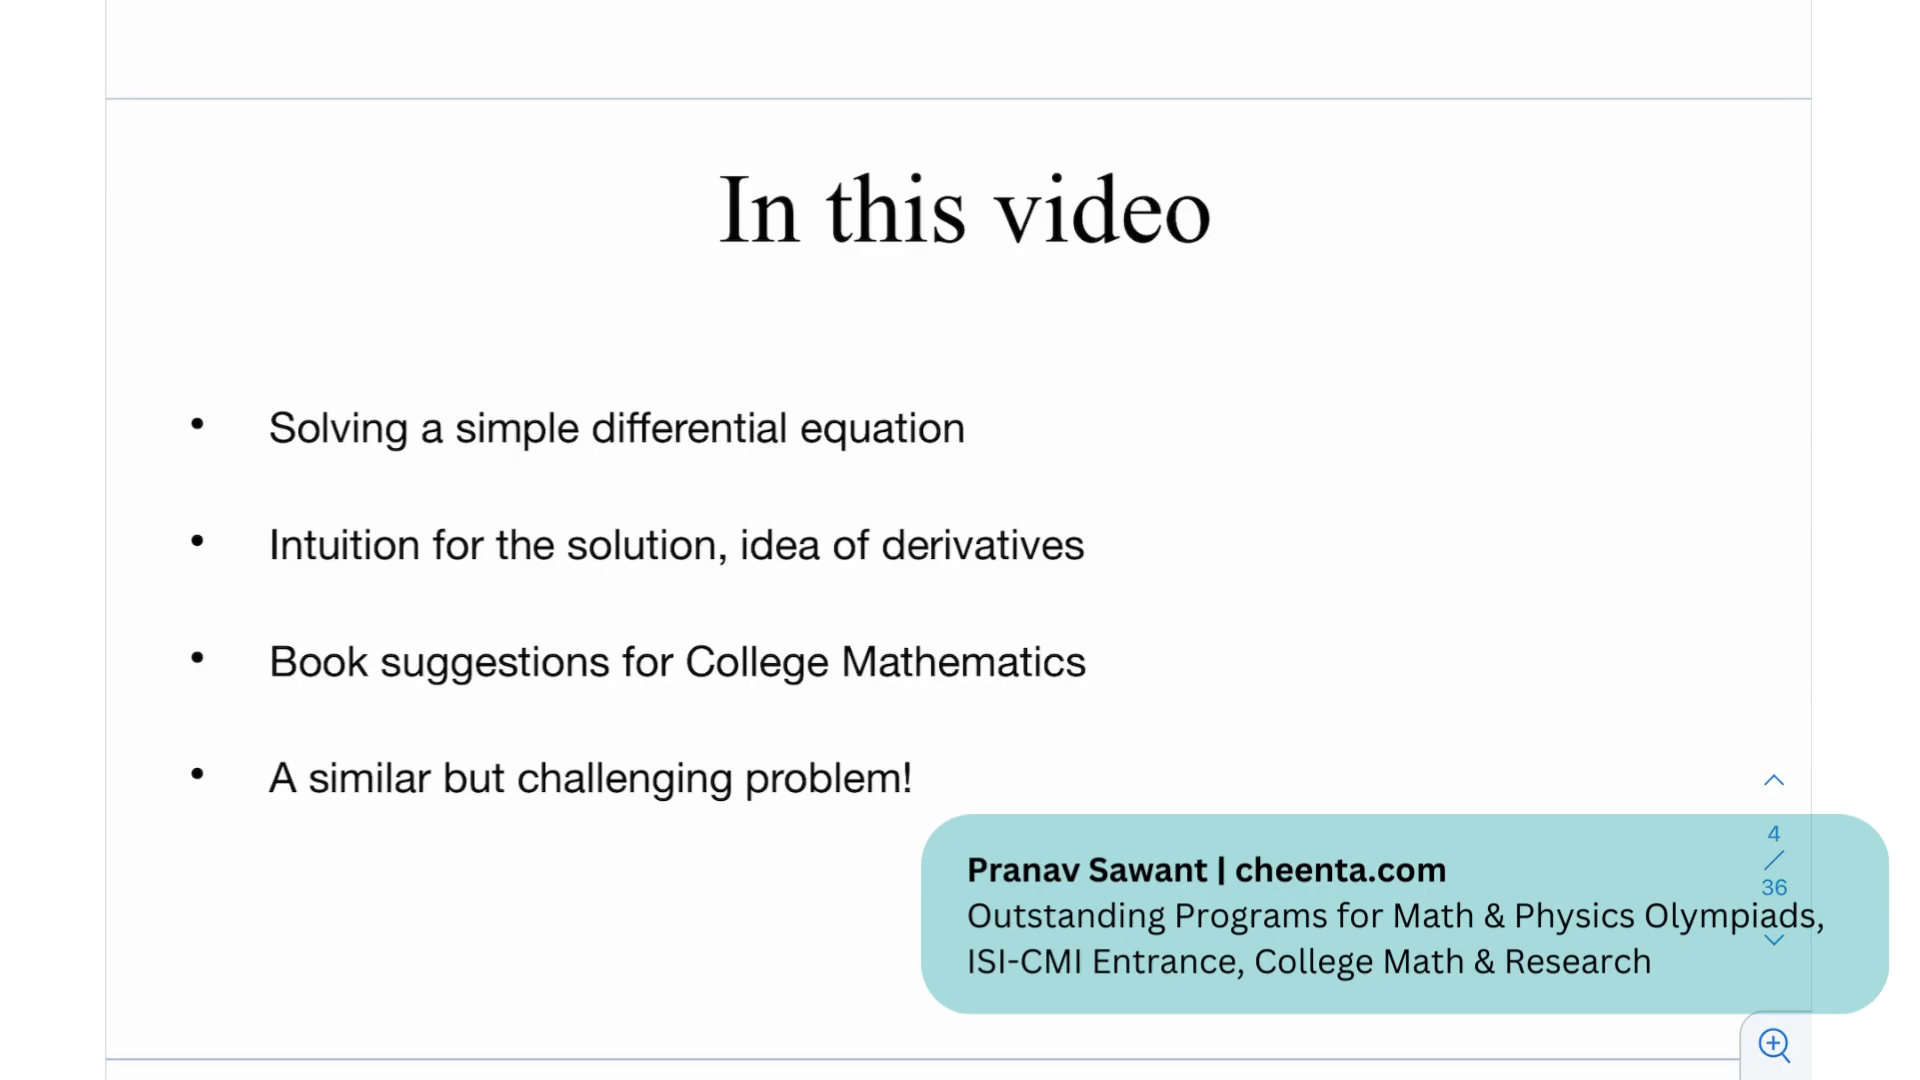 In this video
• Solving a simple differential equation
• Intuition for the solution, idea of derivatives
• Book suggestions for College Mathematics
• A similar but challenging problem!
4
/
36
Pranav Sawant | cheenta.com
Outstanding Programs for Math & Physics Olympiads,
ISI-CMI Entrance, College Math & Research